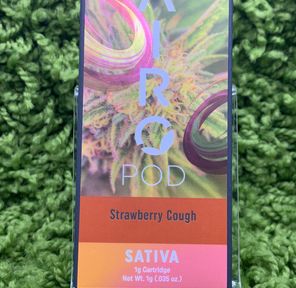 AIRO
POD
Strawberry Cough
SATIVA
1g Cartridge
Net Wt. 1g (.035 oz.)